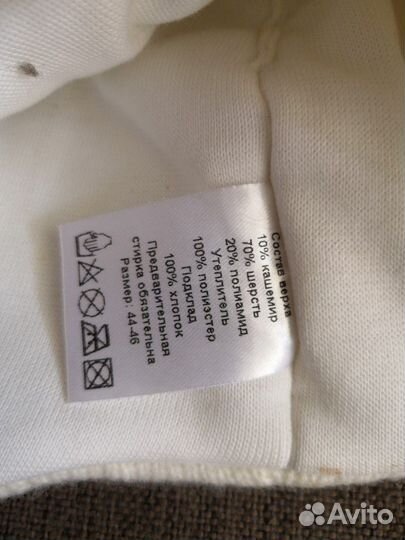 Состав верха
10% кашемир
70% шерсть
20% полиамид
Утеплитель
100% полиэстер
Подклад
100% хлопок
Предварительная
стирка обязательна
Размер: 44-46
Avito